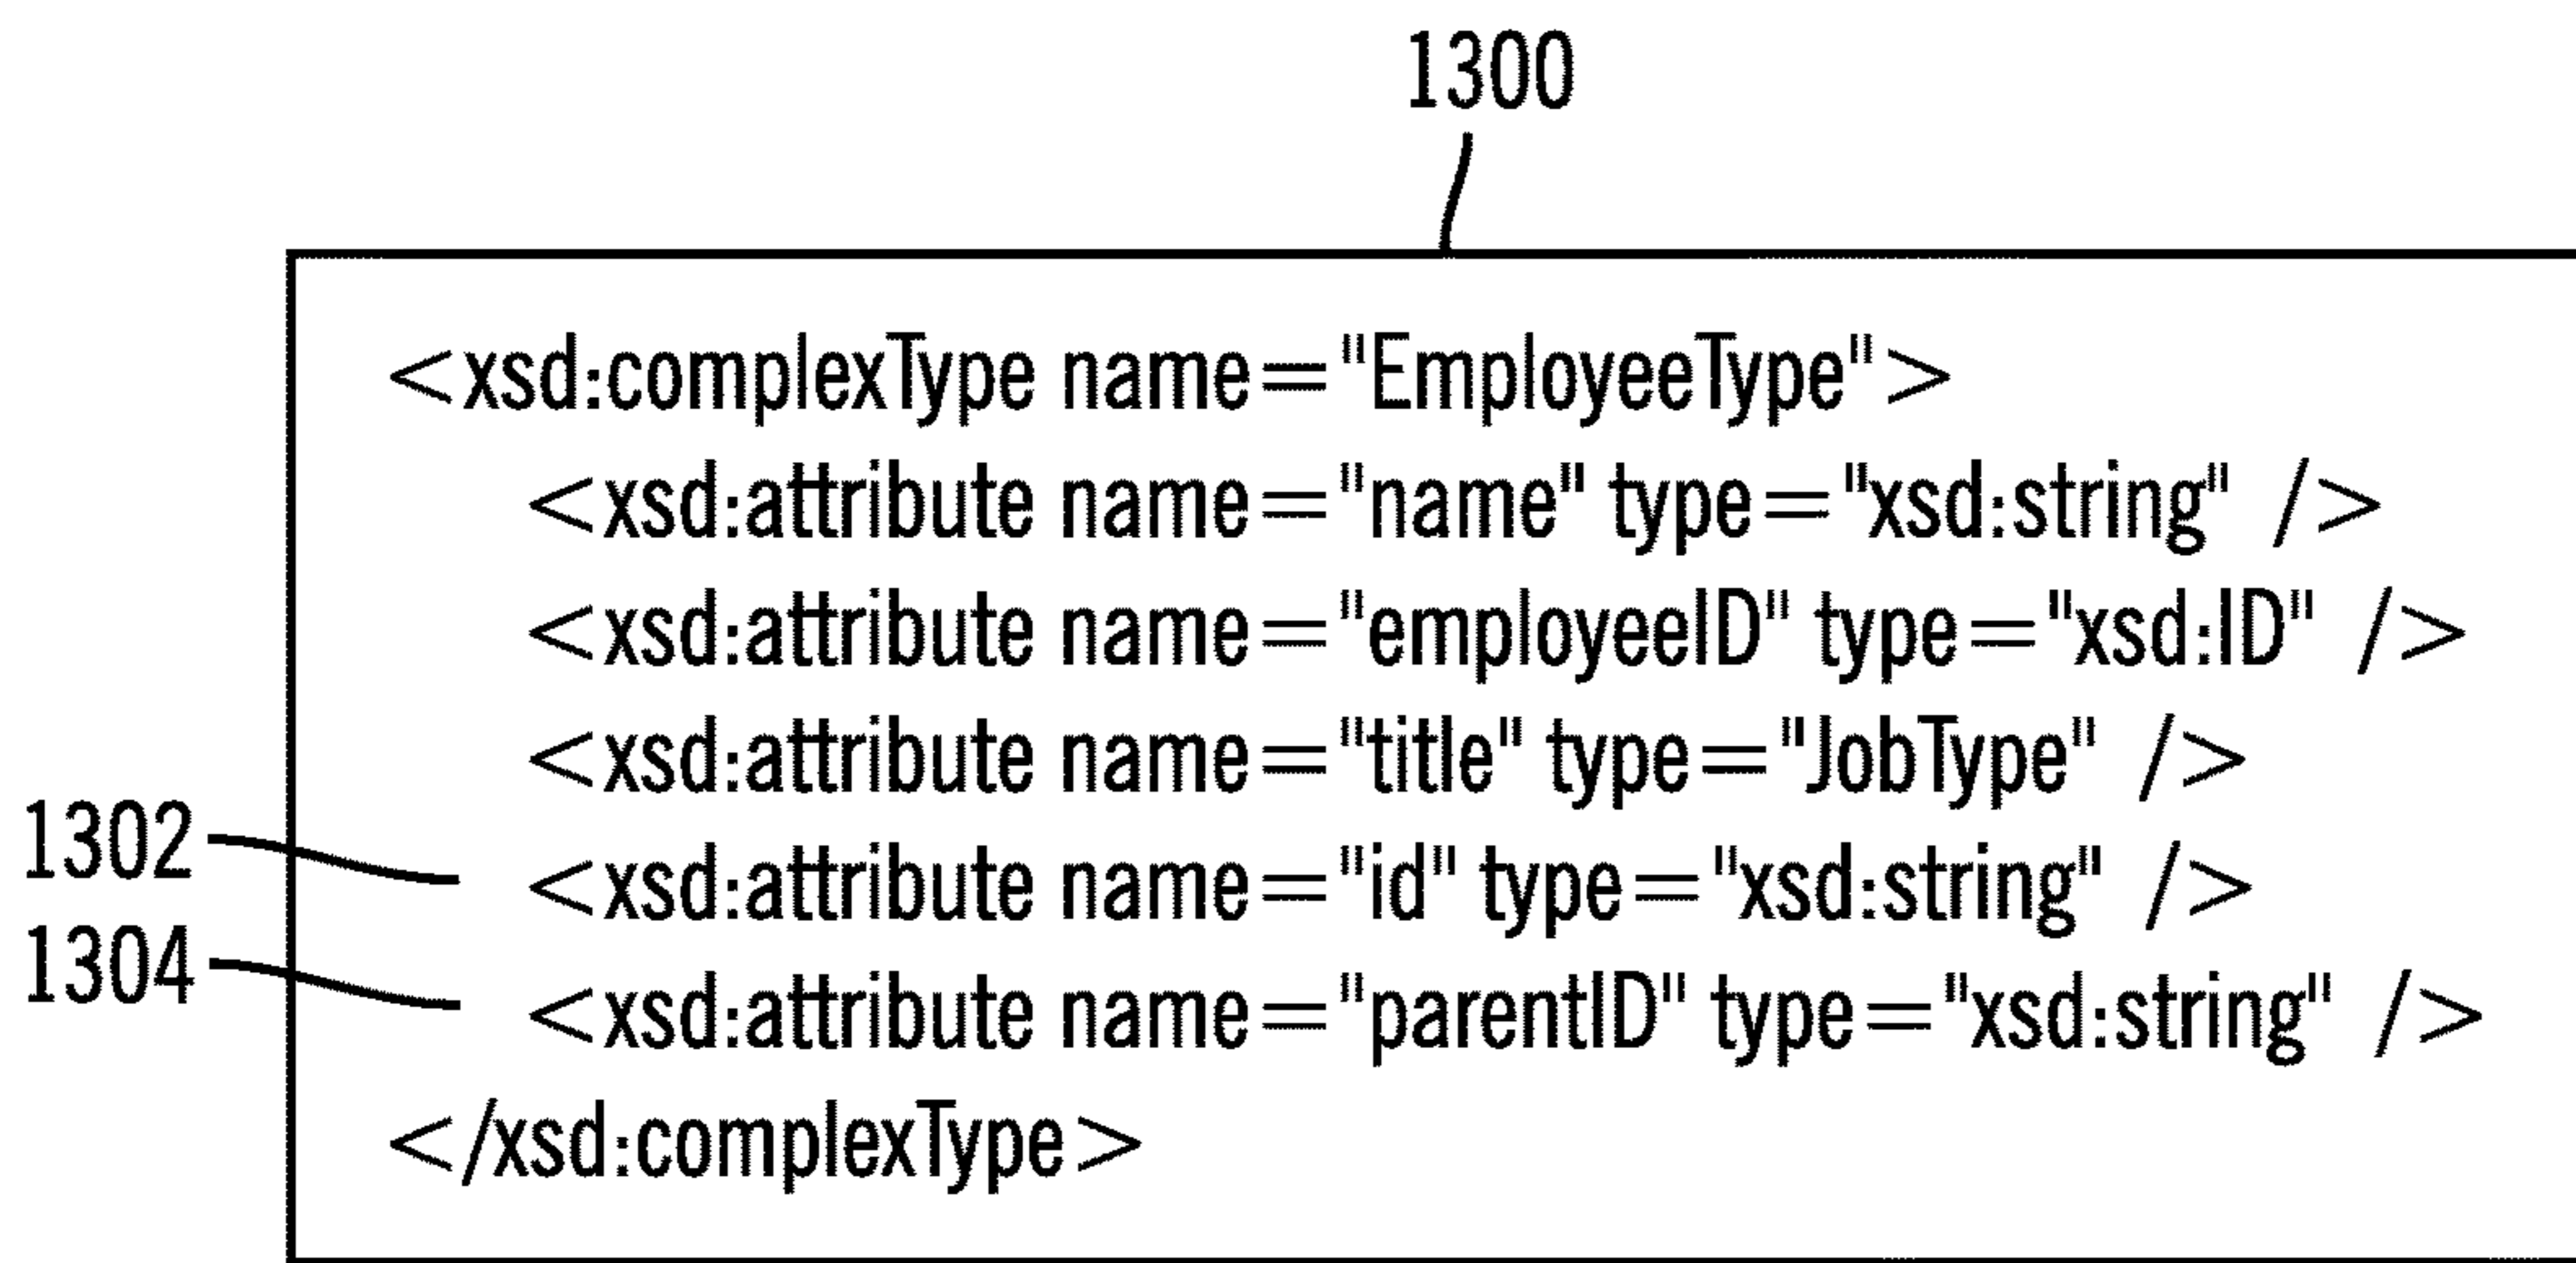 1300
<xsd:complexType name="EmployeeType">
<xsd:attribute name="name" type="xsd:string" />
<xsd:attribute name="employeeID" type="xsd:ID" />
<xsd:attribute name="title" type="JobType" />
1302 <xsd:attribute name="id" type="xsd:string" />
1304 <xsd:attribute name="parentID" type="xsd:string" />
</xsd:complexType>